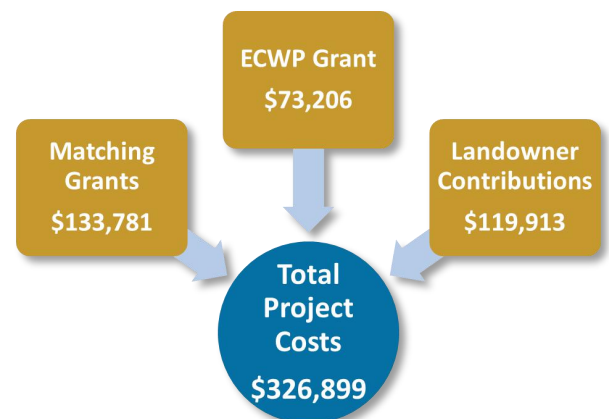 ECWP Grant
$73,206
Matching
Grants
$133,781
Landowner
Contributions
$119,913
Total
Project
Costs
$326,899